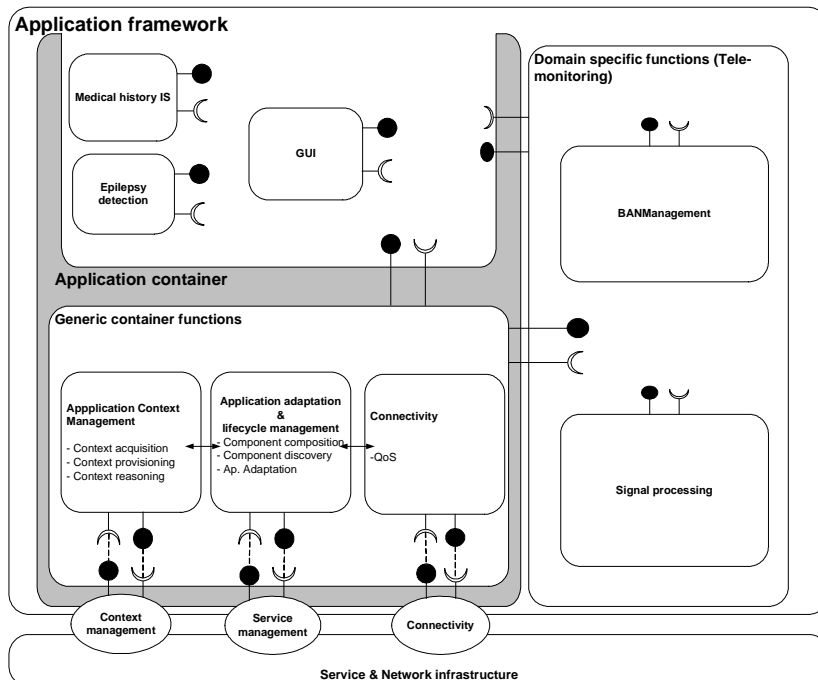 Application framework
Medical history IS
Epilepsy
detection
GUI
Domain specific functions (Tele-
monitoring)
BANManagement
Application container
Generic container functions
Appplication Context
Management
- Context acquisition
- Context provisioning
- Context reasoning
Application adaptation
&
lifecycle management
- Component composition
- Component discovery
- Ap. Adaptation
Connectivity
-QoS
Signal processing
Context
management
Service
management
Connectivity
Service & Network infrastructure